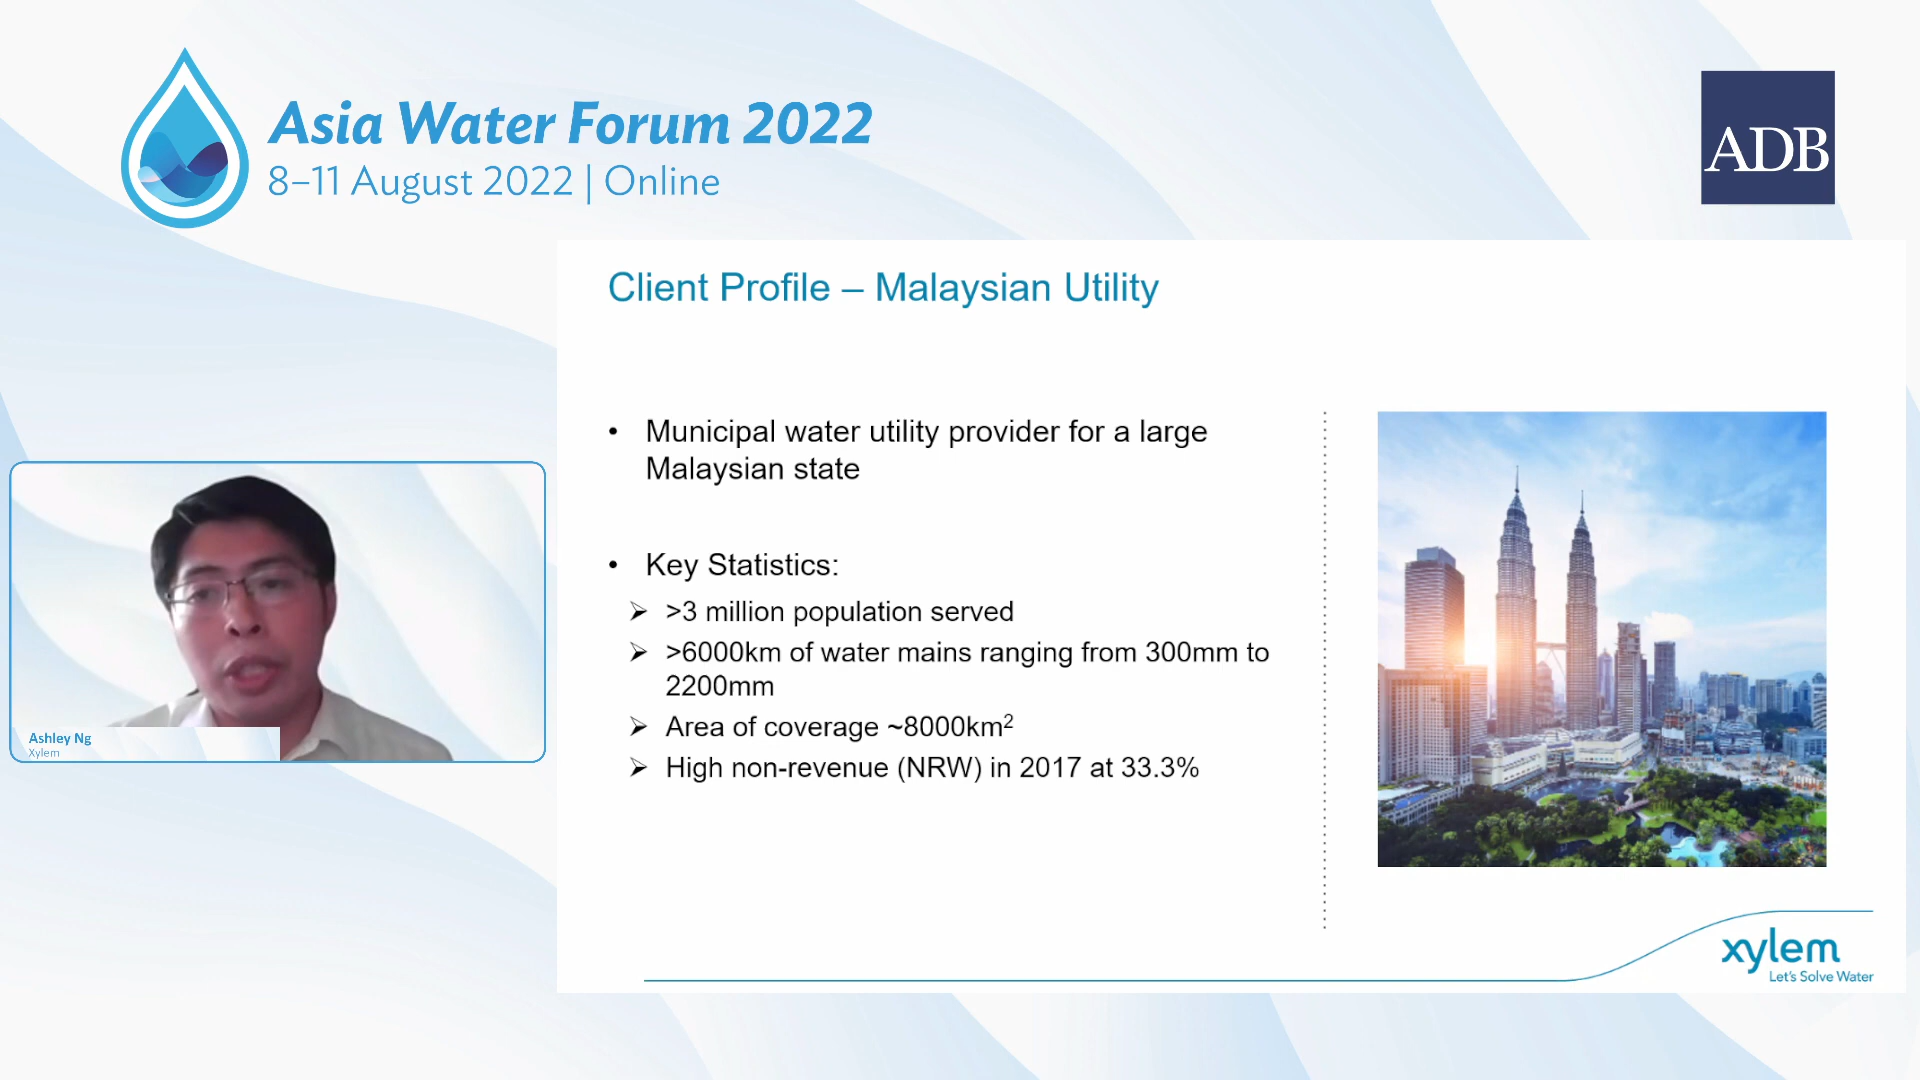 Asia Water Forum 2022
8–11 August 2022 | Online
ADB
Client Profile – Malaysian Utility
• Municipal water utility provider for a large
Malaysian state
• Key Statistics:
➢ >3 million population served
➢ >6000km of water mains ranging from 300mm to
2200mm
➢ Area of coverage ~8000km²
➢ High non-revenue (NRW) in 2017 at 33.3%
Ashley Ng
Xylem
xylem
Let's Solve Water